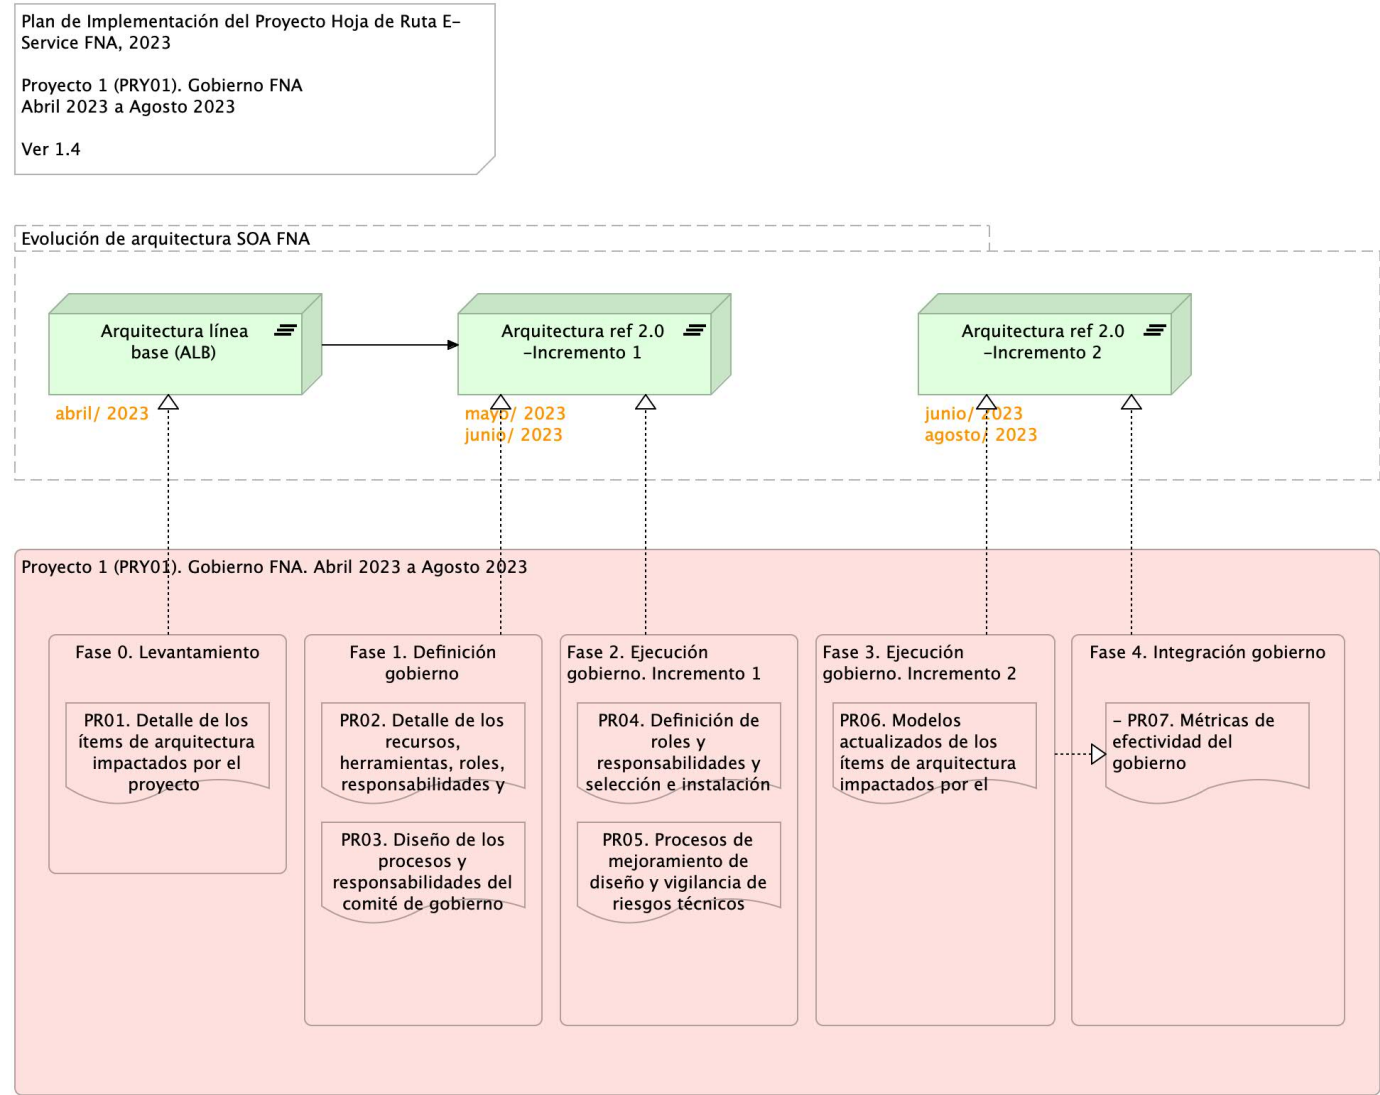 Plan de Implementación del Proyecto Hoja de Ruta E-
Service FNA, 2023
Proyecto 1 (PRY01). Gobierno FNA
Abril 2023 a Agosto 2023
Ver 1.4
Evolución de arquitectura SOA FNA
Arquitectura línea
base (ALB)
abril/ 2023
Arquitectura ref 2.0
-Incremento 1
mayo/ 2023
junio/ 2023
Arquitectura ref 2.0
-Incremento 2
junio/ 2023
agosto/ 2023
Proyecto 1 (PRY01). Gobierno FNA. Abril 2023 a Agosto 2023
Fase 0. Levantamiento
PR01. Detalle de los
ítems de arquitectura
impactados por el
proyecto
Fase 1. Definición
gobierno
PR02. Detalle de los
recursos,
herramientas, roles,
responsabilidades y
PR03. Diseño de los
procesos y
responsabilidades del
comité de gobierno
Fase 2. Ejecución
gobierno. Incremento 1
PR04. Definición de
roles y
responsabilidades y
selección e instalación
PR05. Procesos de
mejoramiento de
diseño y vigilancia de
riesgos técnicos
Fase 3. Ejecución
gobierno. Incremento 2
PR06. Modelos
actualizados de los
ítems de arquitectura
impactados por el
Fase 4. Integración gobierno
- PR07. Métricas de
efectividad del
gobierno